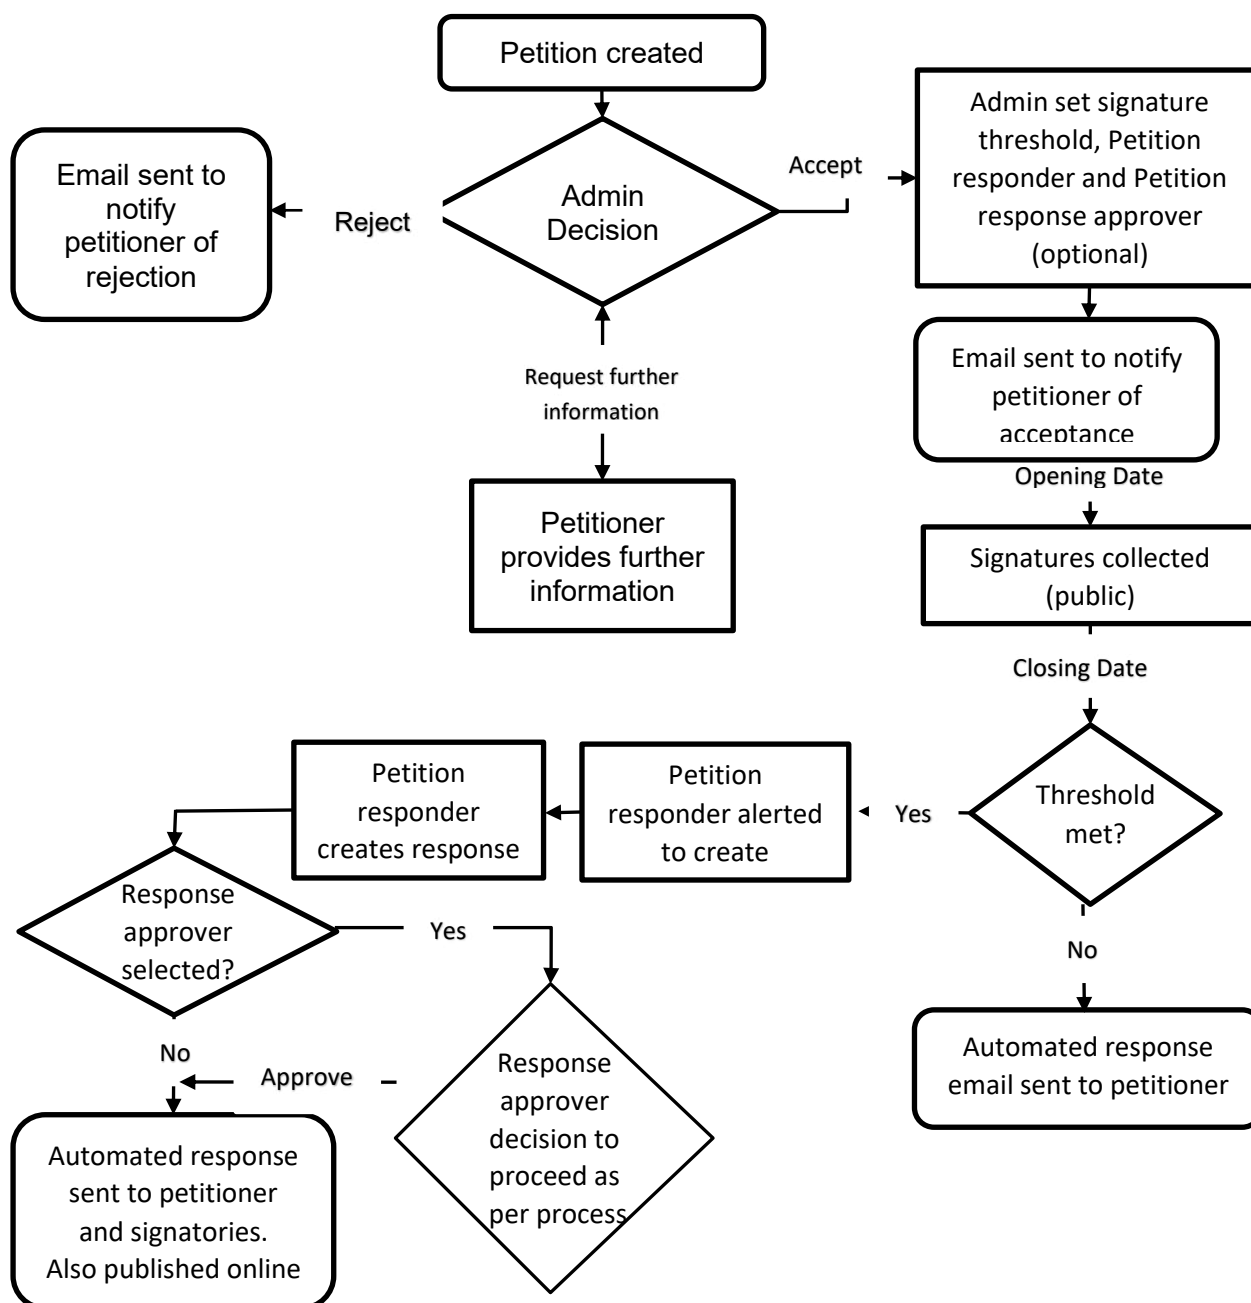 Petition created
Admin set signature
threshold, Petition
responder and Petition
response approver
(optional)
Accept
Admin
Decision
Reject
Email sent to
notify
petitioner of
rejection
Request further
information
Petitioner
provides further
information
Email sent to notify
petitioner of
acceptance
Opening Date
Signatures collected
(public)
Closing Date
Threshold
met?
Yes
Petition
responder alerted
to create
Petition
responder
creates response
No
Automated response
email sent to petitioner
Response
approver
selected?
Yes
Response
approver
decision to
proceed as
per process
Approve
No
Automated response
sent to petitioner
and signatories.
Also published online